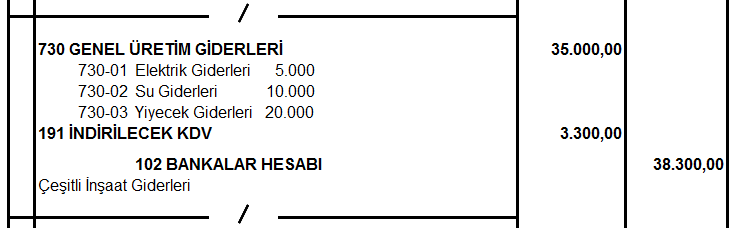 /
730 GENEL ÜRETİM GİDERLERİ 35.000,00
730-01 Elektrik Giderleri 5.000
730-02 Su Giderleri 10.000
730-03 Yiyecek Giderleri 20.000
191 İNDİRİLECEK KDV 3.300,00
102 BANKALAR HESABI 38.300,00
Çeşitli İnşaat Giderleri
/